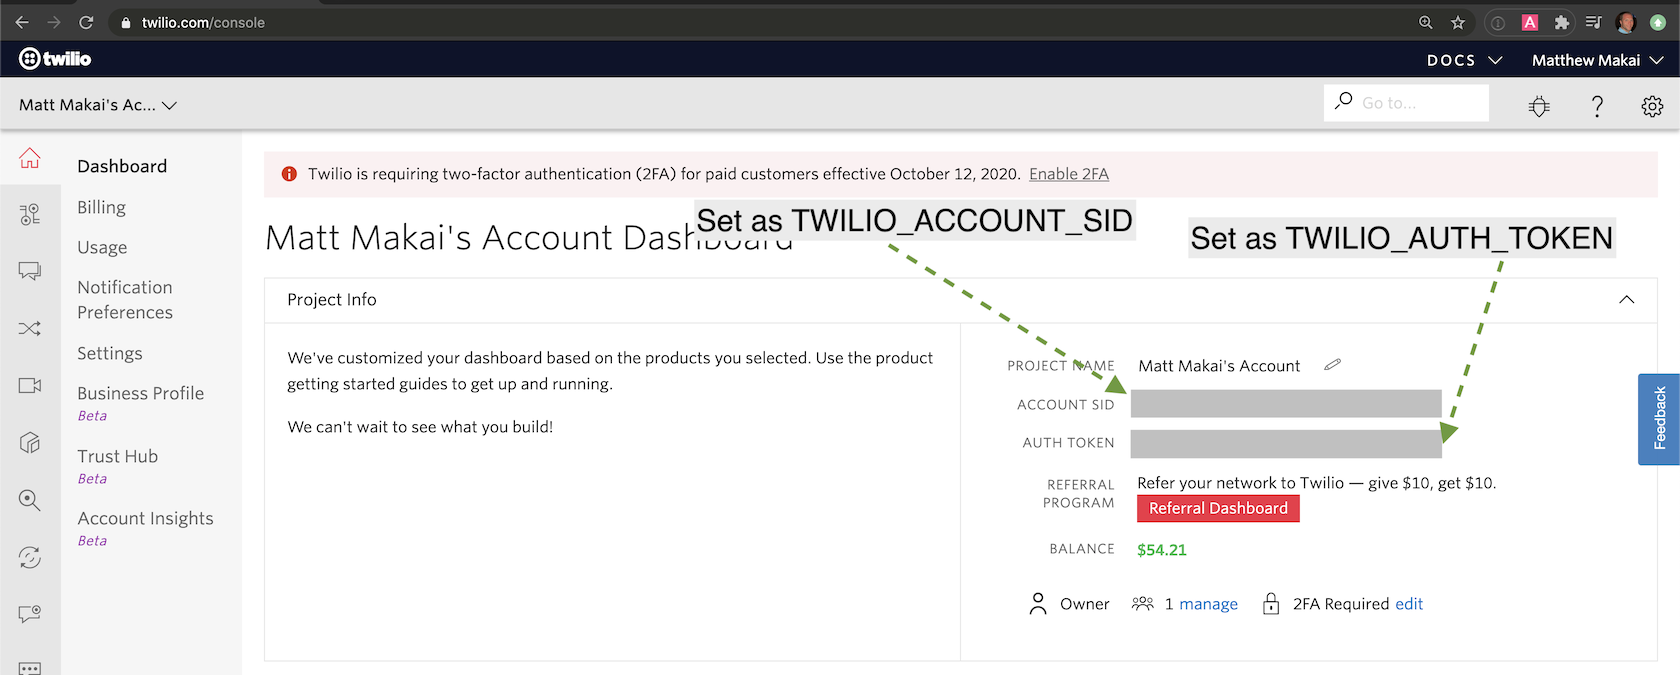 twilio.com/console
A
twilio
DOCS
Matthew Makai
Matt Makai's Ac...
Go to...
Dashboard
Billing
Usage
Notification
Preferences
Settings
Business Profile
Beta
Trust Hub
Beta
Account Insights
Beta
Twilio is requiring two-factor authentication (2FA) for paid customers effective October 12, 2020. Enable 2FA
Matt Makai's Account Dashboard
Set as TWILIO_ACCOUNT_SID
Set as TWILIO_AUTH_TOKEN
Project Info
We've customized your dashboard based on the products you selected. Use the product
getting started guides to get up and running.
We can't wait to see what you build!
PROJECT NAME Matt Makai's Account
ACCOUNT SID
AUTH TOKEN
REFERRAL
PROGRAM
Refer your network to Twilio — give $10, get $10.
Referral Dashboard
BALANCE $54.21
Owner 1 manage 2FA Required edit
Feedback